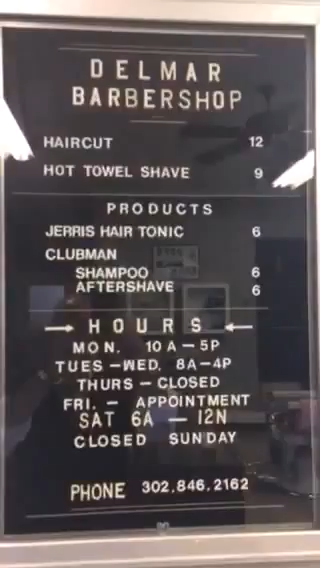 DELMAR
BARBERSHOP
HAIRCUT 12
HOT TOWEL SHAVE 9
PRODUCTS
JERRIS HAIR TONIC 6
CLUBMAN
SHAMPOO 6
AFTERSHAVE 6
HOURS
MON. 10A-5P
TUES-WED. 8A-4P
THURS-CLOSED
FRI. - APPOINTMENT
SAT 6A - 12N
CLOSED SUNDAY
PHONE 302.846.2162